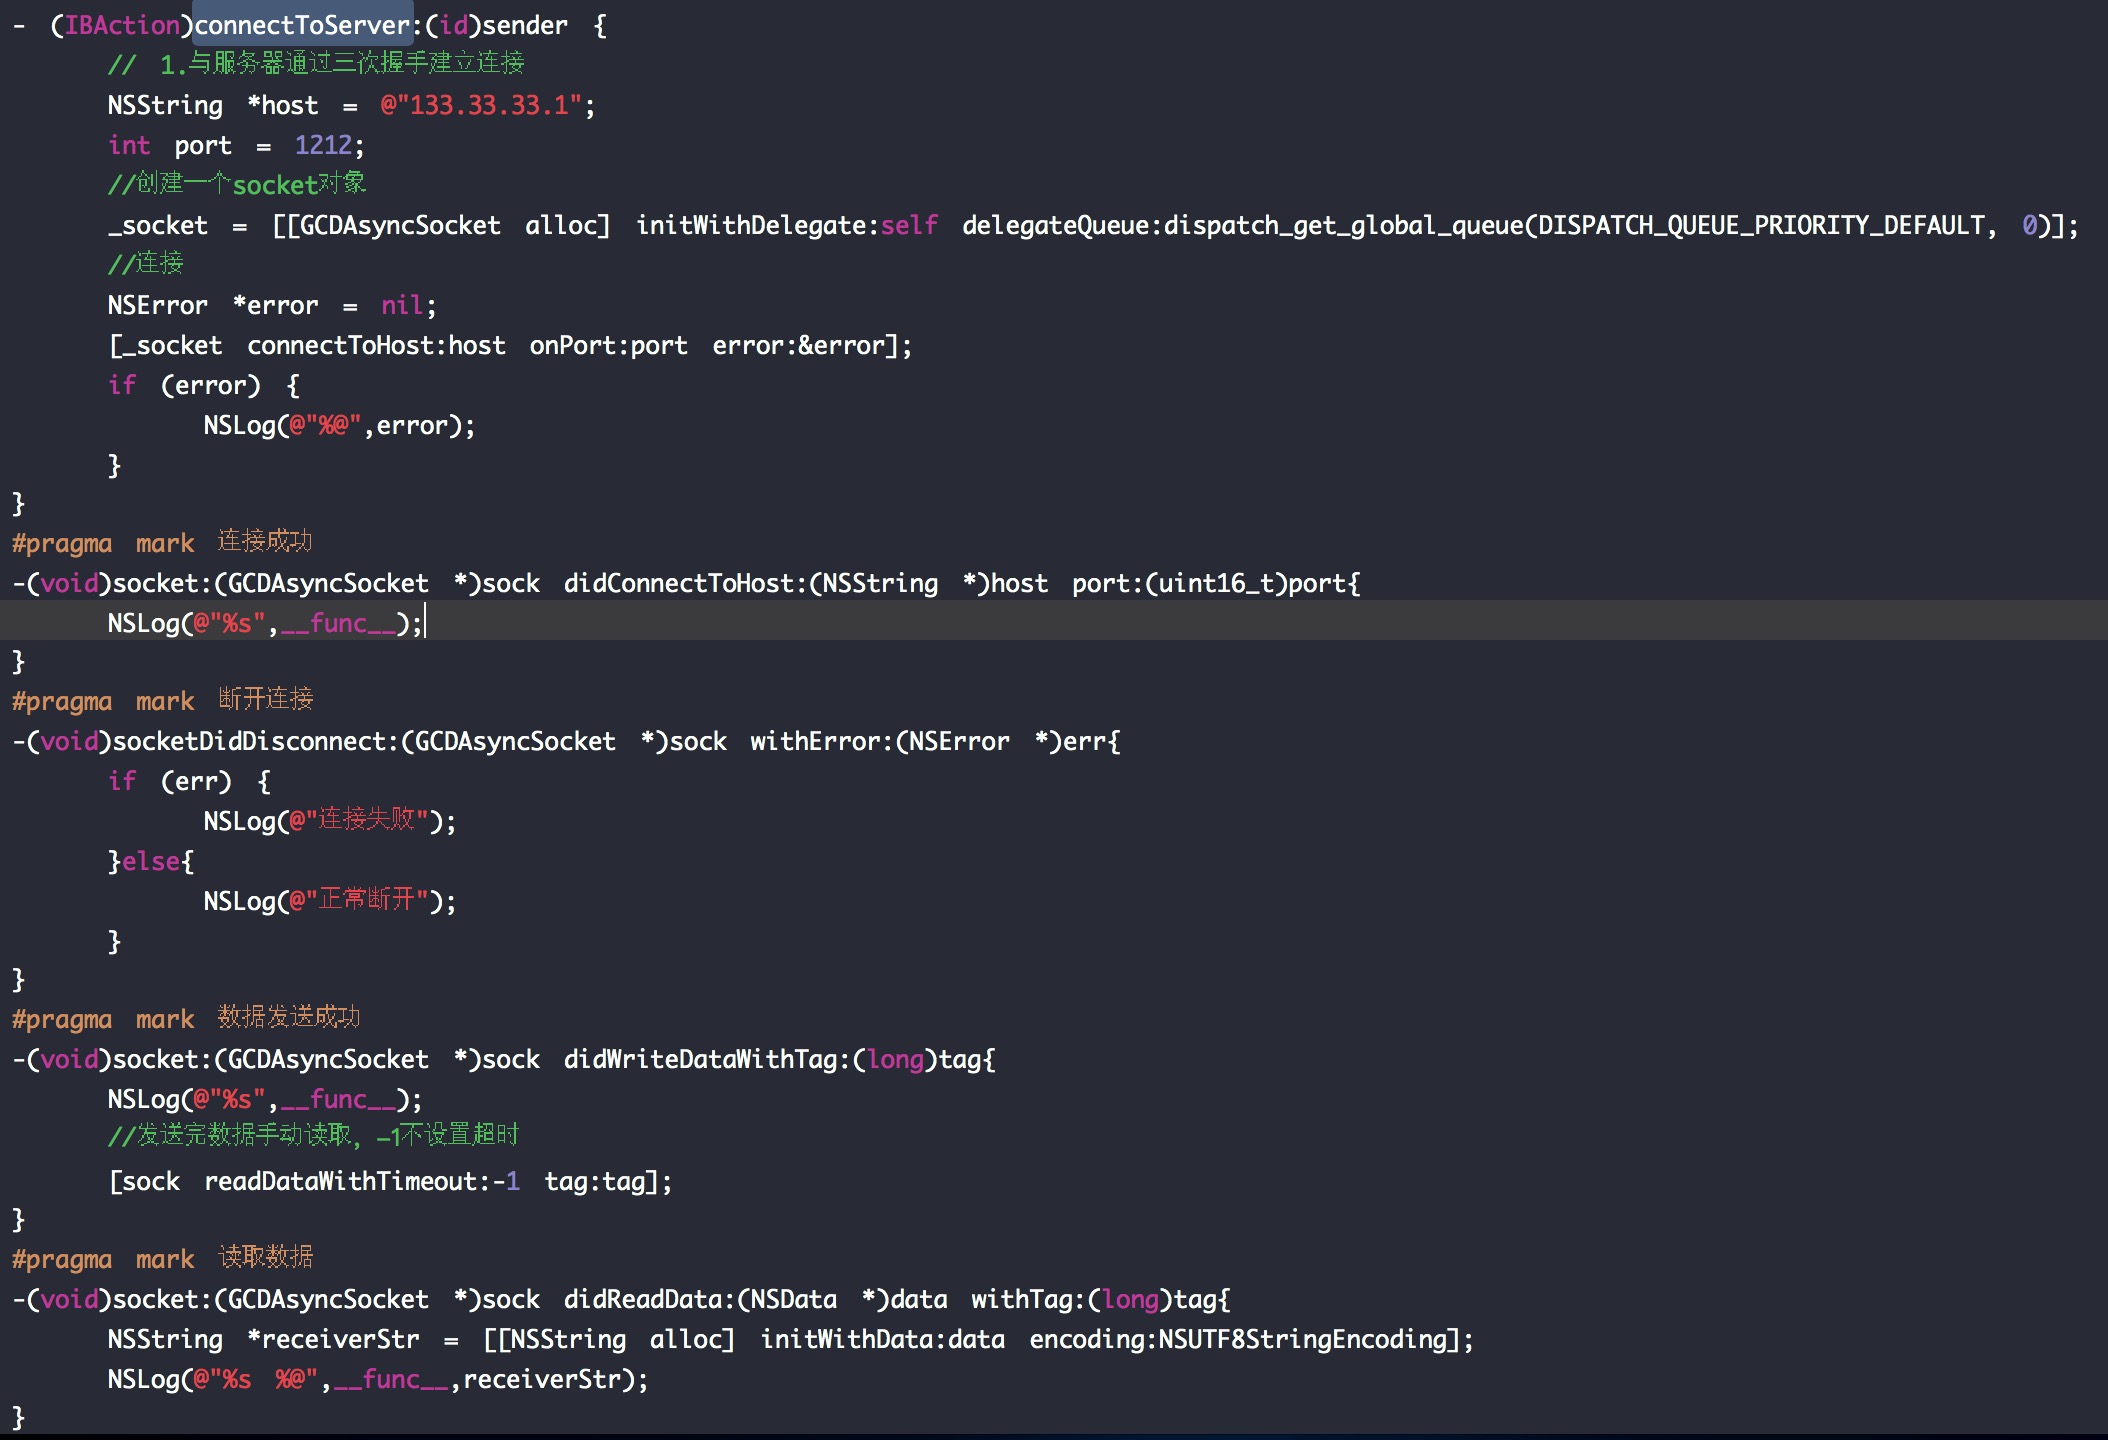 - (IBAction)connectToServer:(id)sender {
// 1.与服务器通过三次握手建立连接
NSString *host = @"133.33.33.1";
int port = 1212;
//创建一个socket对象
_socket = [[GCDAsyncSocket alloc] initWithDelegate:self delegateQueue:dispatch_get_global_queue(DISPATCH_QUEUE_PRIORITY_DEFAULT, 0)];
//连接
NSError *error = nil;
[_socket connectToHost:host onPort:port error:&error];
if (error) {
NSLog(@"%@",error);
}
}
#pragma mark 连接成功
-(void)socket:(GCDAsyncSocket *)sock didConnectToHost:(NSString *)host port:(uint16_t)port{
NSLog(@"%s",__func__);
}
#pragma mark 断开连接
-(void)socketDidDisconnect:(GCDAsyncSocket *)sock withError:(NSError *)err{
if (err) {
NSLog(@"连接失败");
}else{
NSLog(@"正常断开");
}
}
#pragma mark 数据发送成功
-(void)socket:(GCDAsyncSocket *)sock didWriteDataWithTag:(long)tag{
NSLog(@"%s",__func__);
//发送完数据手动读取，-1不设置超时
[sock readDataWithTimeout:-1 tag:tag];
}
#pragma mark 读取数据
-(void)socket:(GCDAsyncSocket *)sock didReadData:(NSData *)data withTag:(long)tag{
NSString *receiverStr = [[NSString alloc] initWithData:data encoding:NSUTF8StringEncoding];
NSLog(@"%s %@",__func__,receiverStr);
}